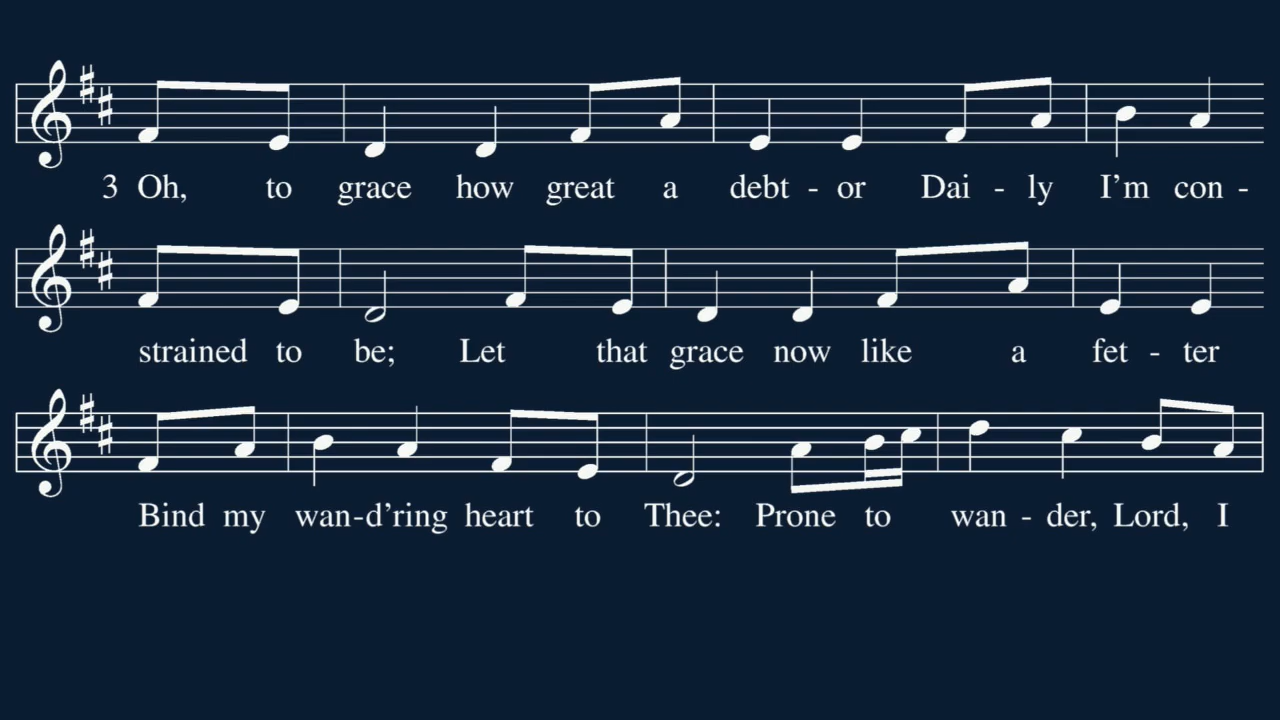 3 Oh, to grace how great a debt - or Dai - ly I’m con -
strained to be; Let that grace now like a fet - ter
Bind my wan-d’ring heart to Thee: Prone to wan - der, Lord, I